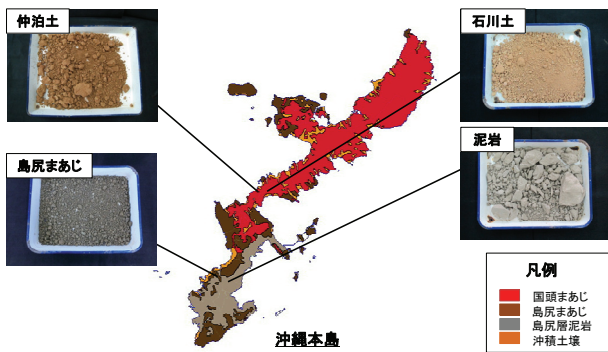 仲泊土
石川土
島尻まあじ
泥岩
凡例
国頭まあじ
島尻まあじ
島尻層泥岩
沖積土壌
沖縄本島